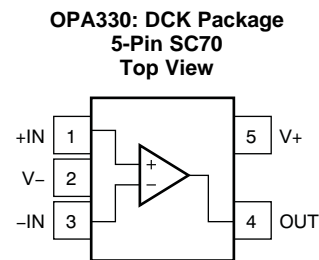 OPA330: DCK Package
5-Pin SC70
Top View
+IN 1 5 V+
V− 2
−IN 3 4 OUT
+
−